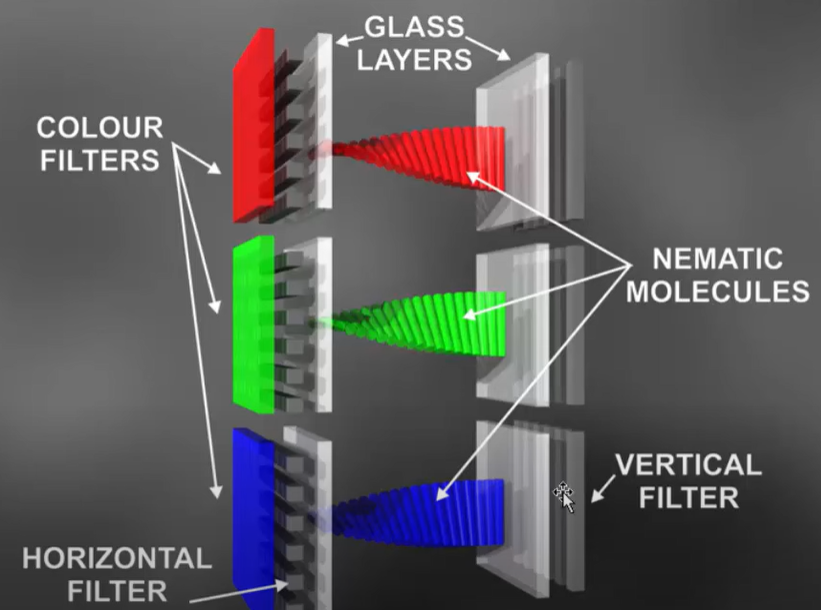 GLASS
LAYERS
COLOUR
FILTERS
NEMATIC
MOLECULES
VERTICAL
FILTER
HORIZONTAL
FILTER